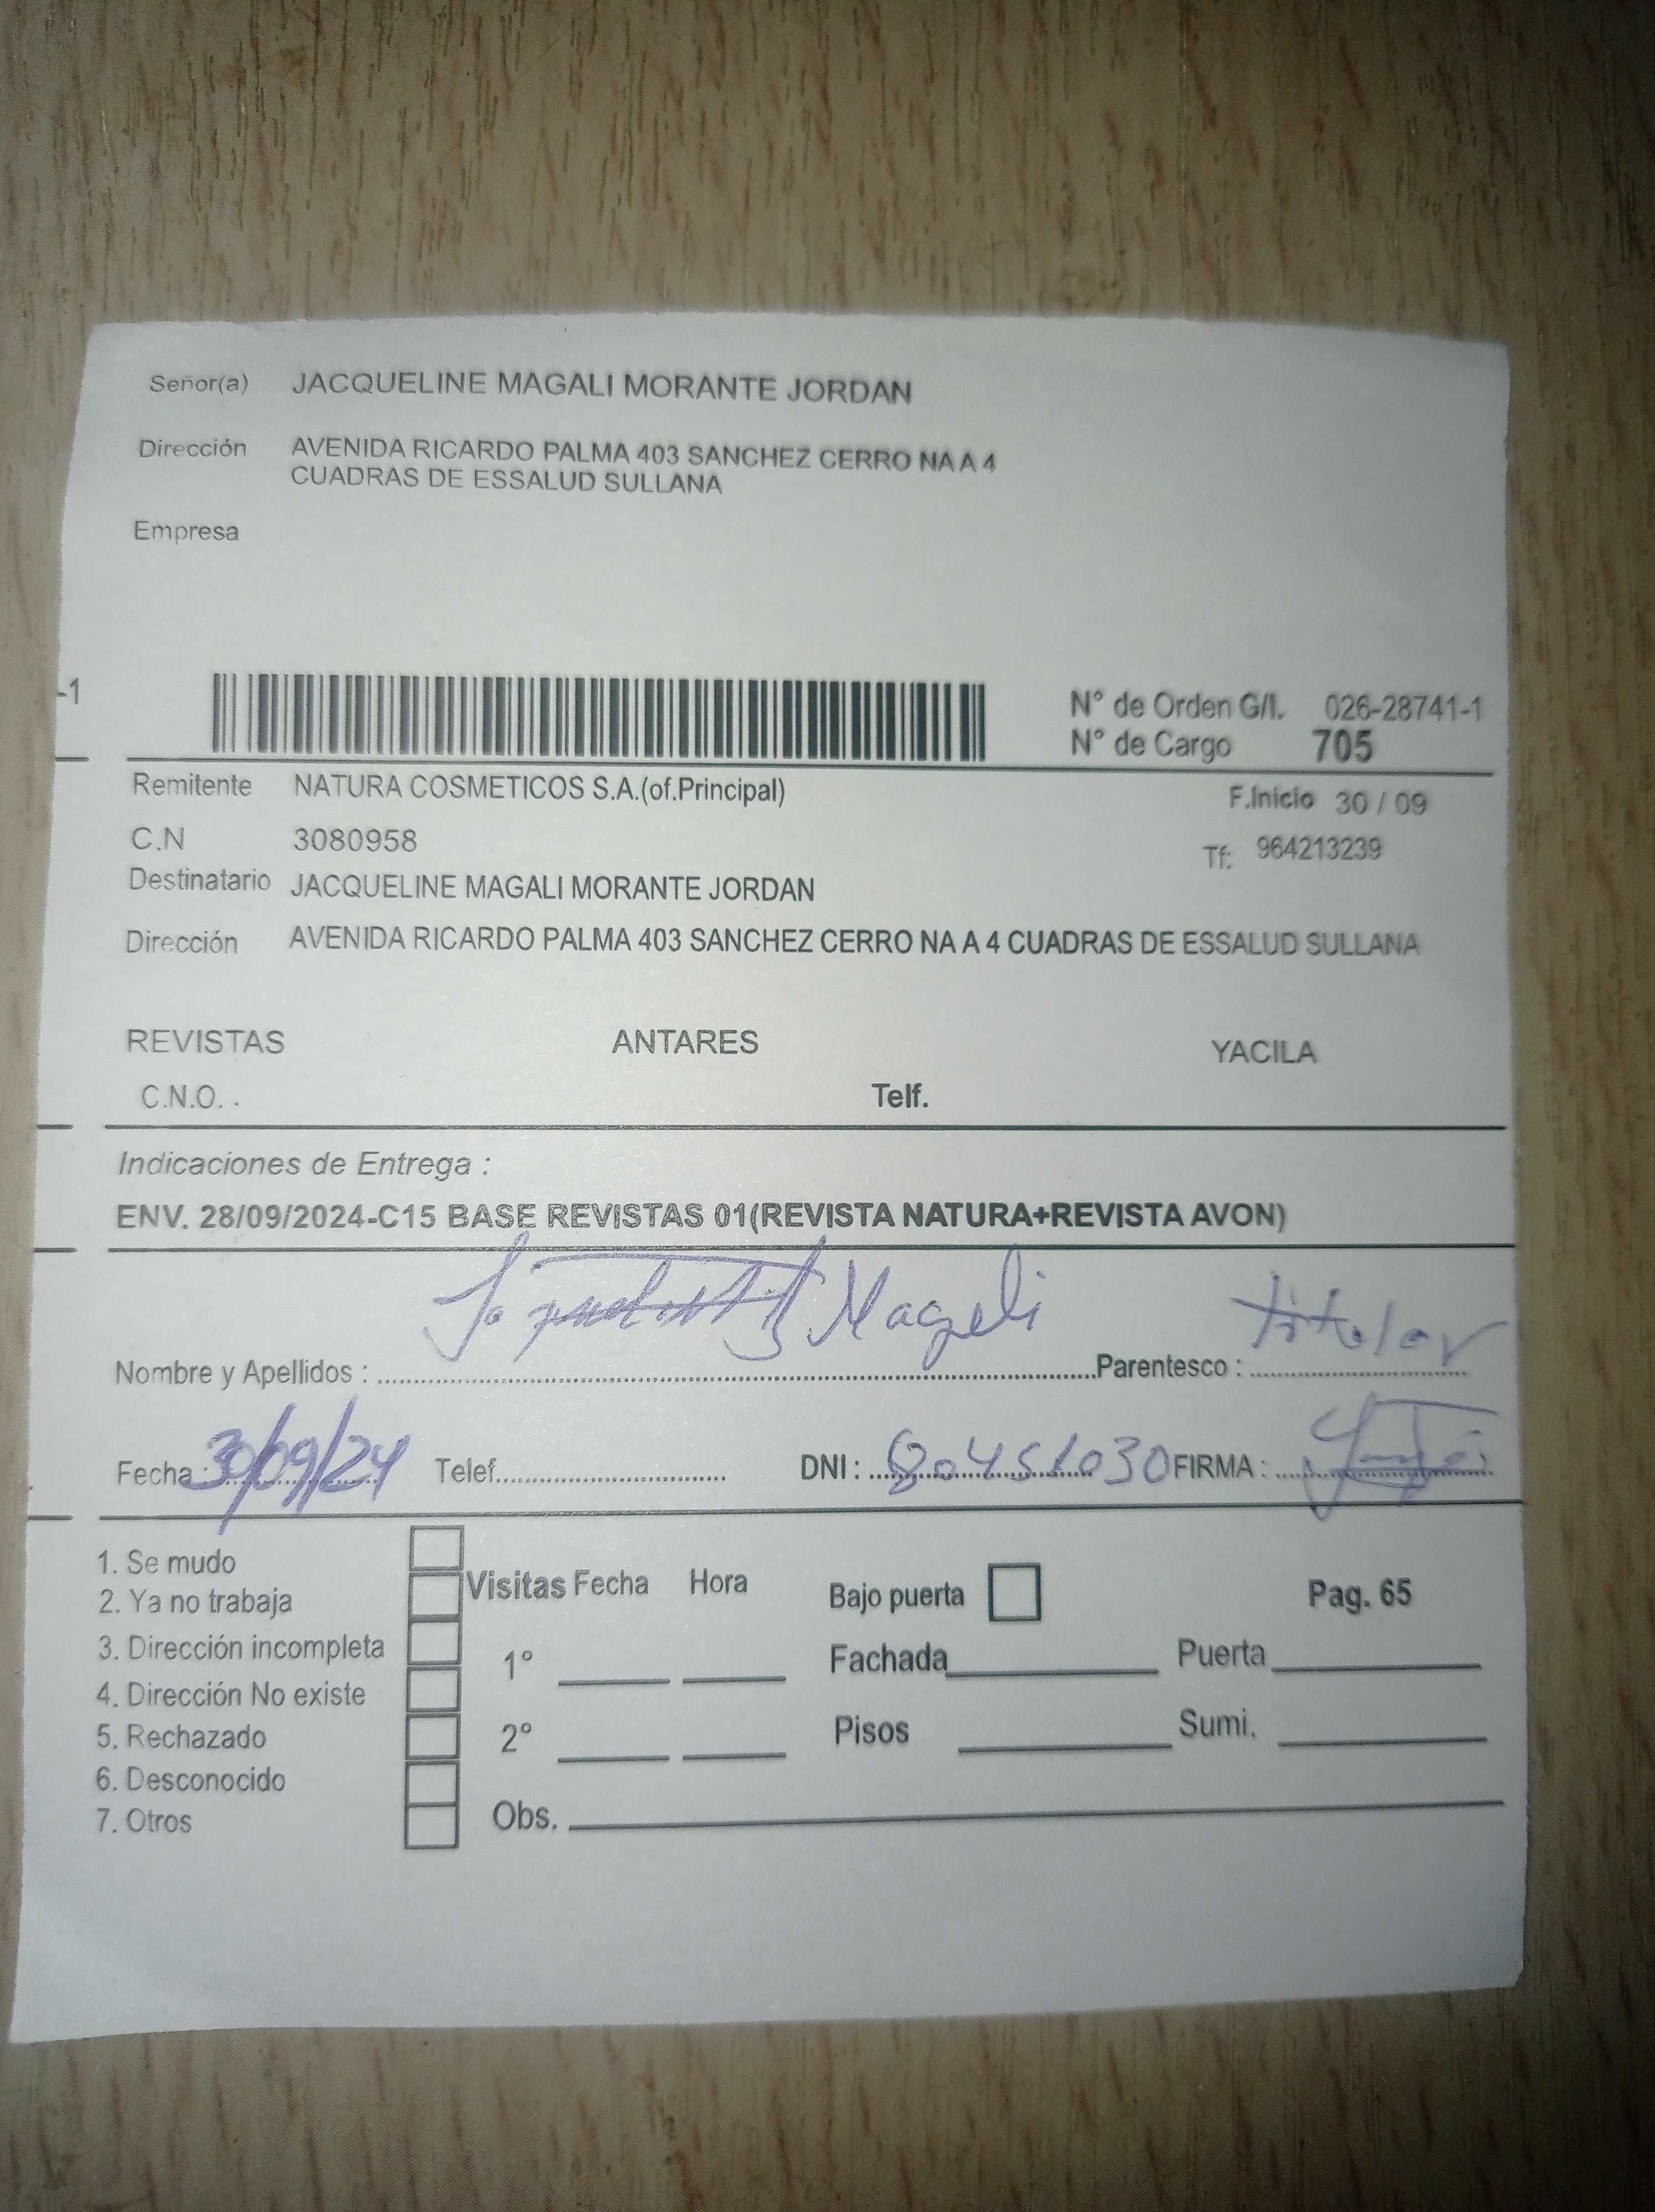 Señor(a) JACQUELINE MAGALI MORANTE JORDAN
Dirección AVENIDA RICARDO PALMA 403 SANCHEZ CERRO NA A 4
CUADRAS DE ESSALUD SULLANA
Empresa
-1
N° de Orden G/I. 026-28741-1
N° de Cargo 705
Remitente NATURA COSMETICOS S.A.(of.Principal) F.Inicio 30 / 09
C.N 3080958 Tf: 964213239
Destinatario JACQUELINE MAGALI MORANTE JORDAN
Dirección AVENIDA RICARDO PALMA 403 SANCHEZ CERRO NA A 4 CUADRAS DE ESSALUD SULLANA
REVISTAS ANTARES YACILA
C.N.O. . Telf.
Indicaciones de Entrega :
ENV. 28/09/2024-C15 BASE REVISTAS 01(REVISTA NATURA+REVISTA AVON)
Nombre y Apellidos : Magali Parentesco : titular
Fecha : 30/09/24 Telef. DNI : 80451030 FIRMA :
1. Se mudo
2. Ya no trabaja Visitas Fecha Hora Bajo puerta Pag. 65
3. Dirección incompleta 1° Fachada Puerta
4. Dirección No existe
5. Rechazado 2° Pisos Sumi.
6. Desconocido
7. Otros Obs.